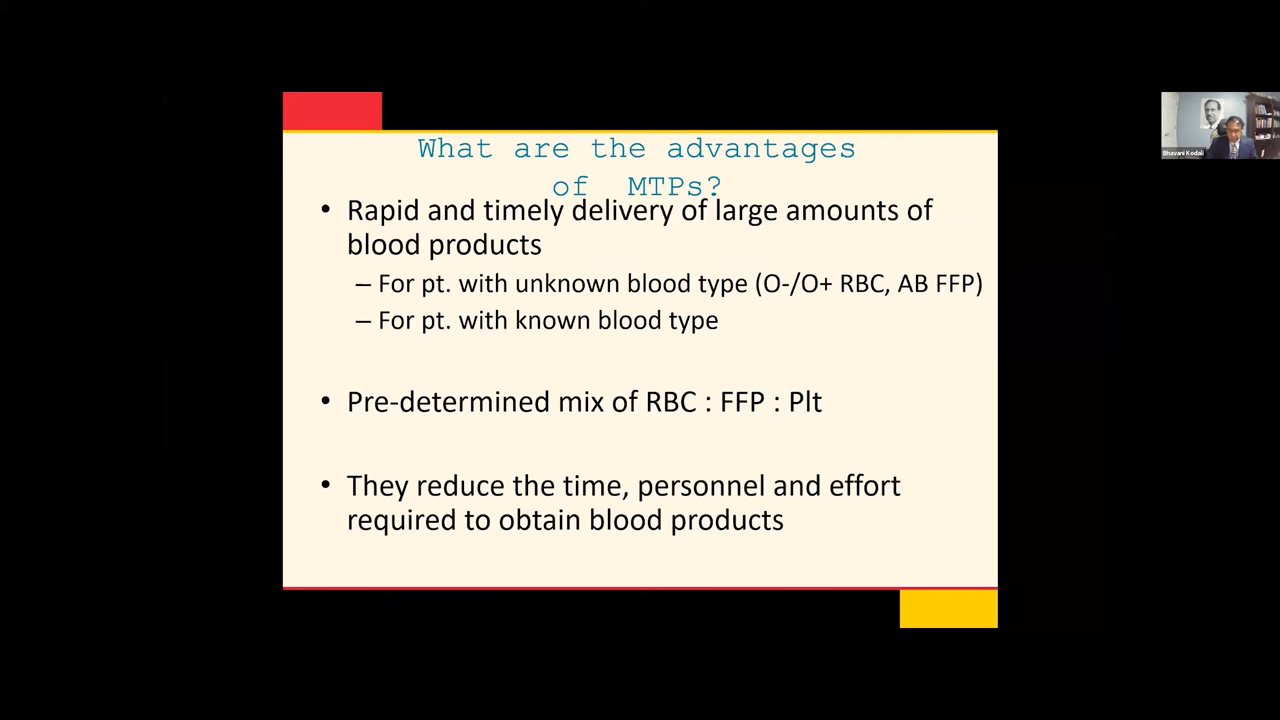 What are the advantages
of MTPs?
• Rapid and timely delivery of large amounts of
blood products
– For pt. with unknown blood type (O-/O+ RBC, AB FFP)
– For pt. with known blood type
• Pre-determined mix of RBC : FFP : Plt
• They reduce the time, personnel and effort
required to obtain blood products
Bhavani Kodali